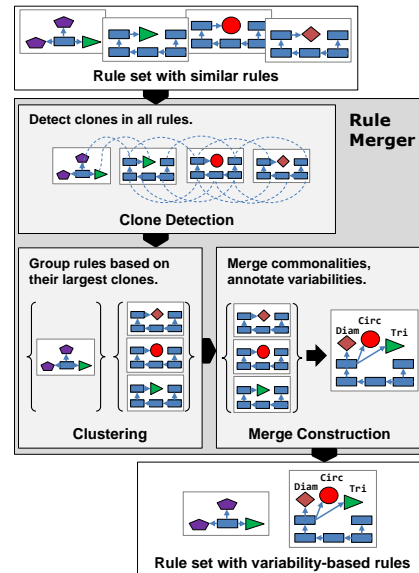 Rule set with similar rules
Rule
Merger
Detect clones in all rules.
Clone Detection
Group rules based on
their largest clones.
Clustering
Merge commonalities,
annotate variabilities.
Circ
Diam
Tri
Merge Construction
Circ
Diam
Tri
Rule set with variability-based rules